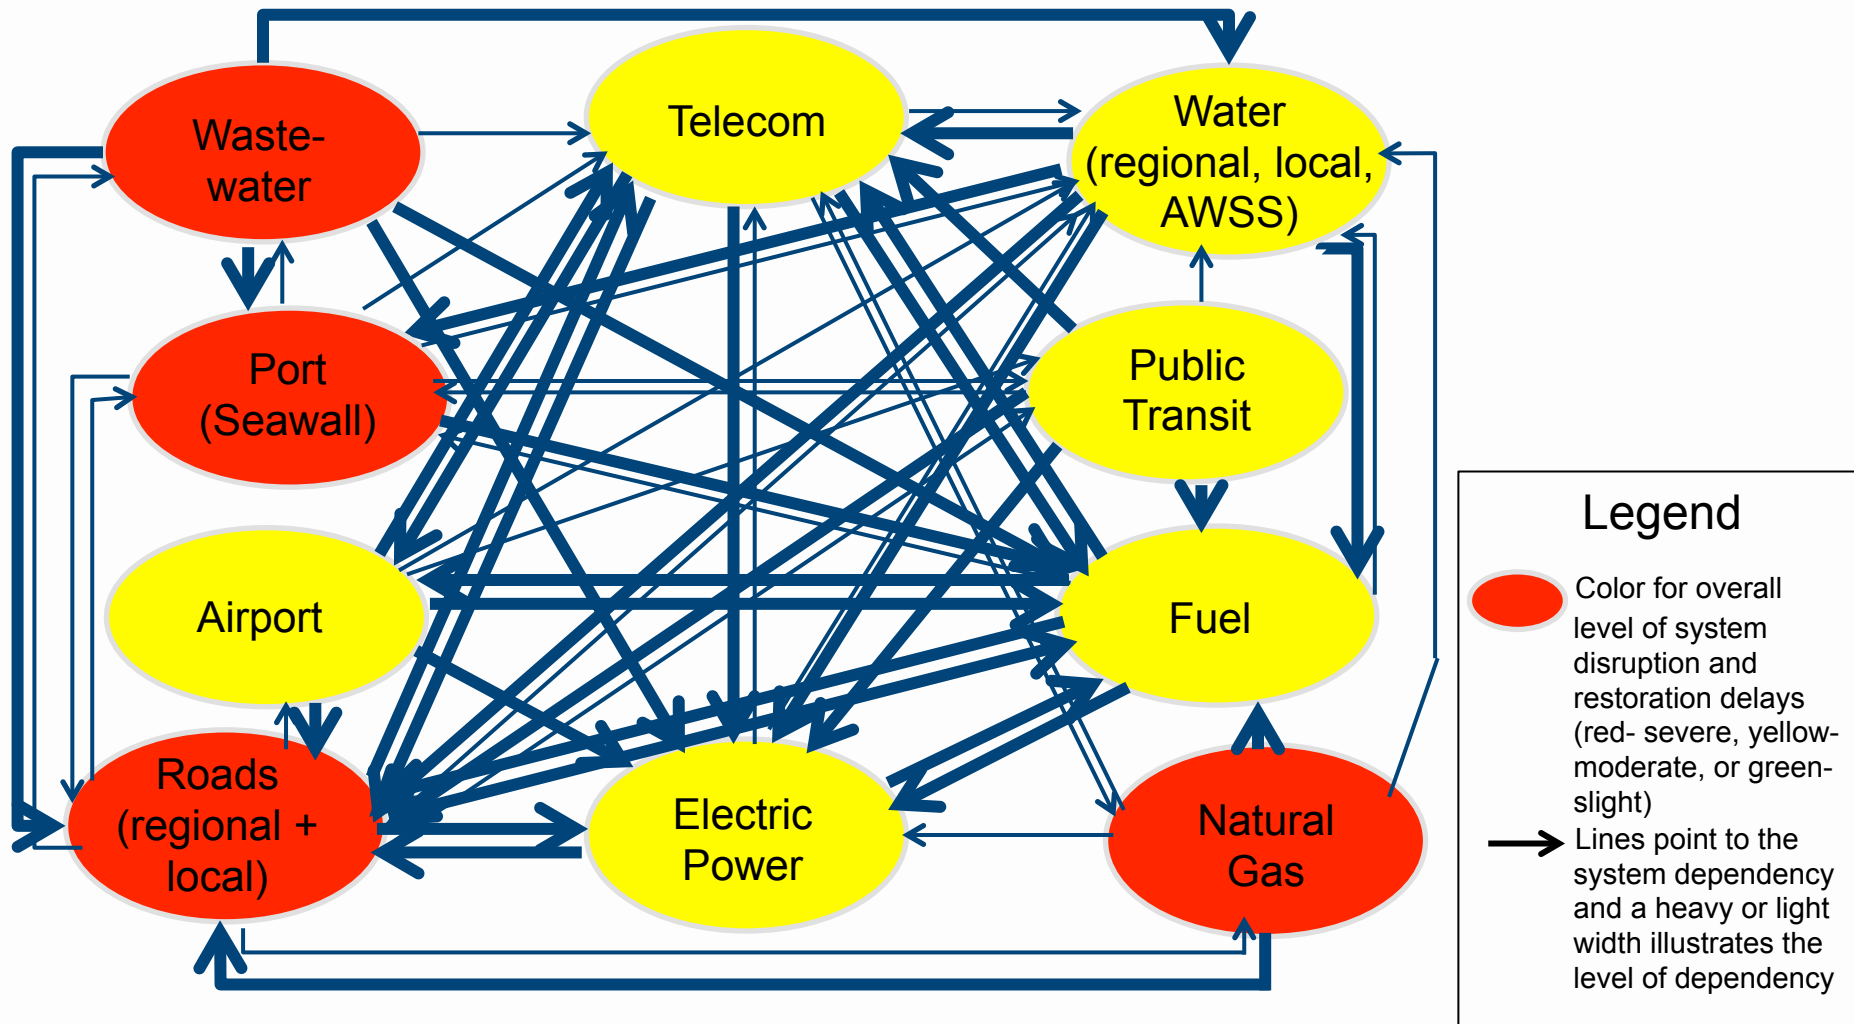 Waste-
water
Telecom
Water
(regional, local,
AWSS)
Port
(Seawall)
Public
Transit
Airport
Fuel
Roads
(regional +
local)
Electric
Power
Natural
Gas
Legend
Color for overall
level of system
disruption and
restoration delays
(red- severe, yellow-
moderate, or green-
slight)
Lines point to the
system dependency
and a heavy or light
width illustrates the
level of dependency